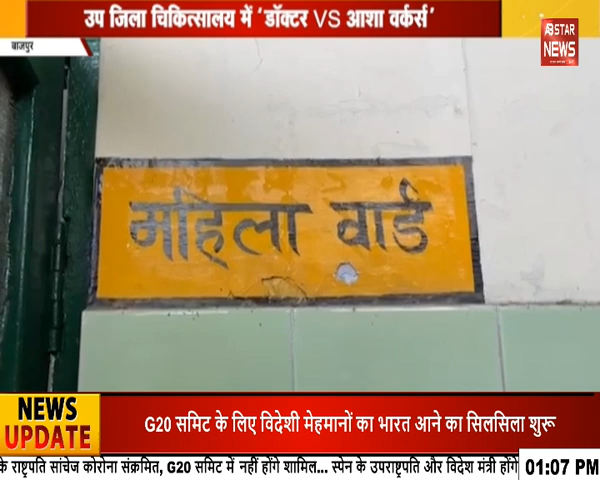 उप जिला चिकित्सालय में ‘डॉक्टर VS आशा वर्कर्स’
बाजपुर
STAR
NEWS
महिला वार्ड
NEWS
UPDATE
G20 समिट के लिए विदेशी मेहमानों का भारत आने का सिलसिला शुरू
के राष्ट्रपति सांचेज कोरोना संक्रमित, G20 समिट में नहीं होंगे शामिल... स्पेन के उपराष्ट्रपति और विदेश मंत्री होंगे
01:07 PM